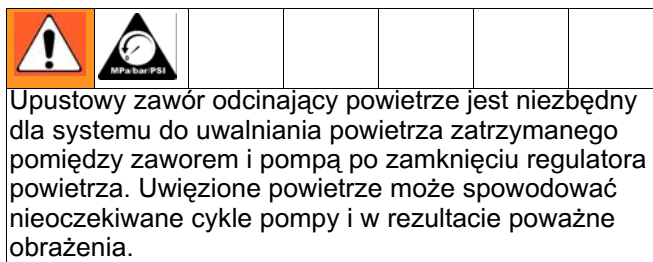 MPa/bar/PSI
Upustowy zawór odcinający powietrze jest niezbędny
dla systemu do uwalniania powietrza zatrzymanego
pomiędzy zaworem i pompą po zamknięciu regulatora
powietrza. Uwięzione powietrze może spowodować
nieoczekiwane cykle pompy i w rezultacie poważne
obrażenia.